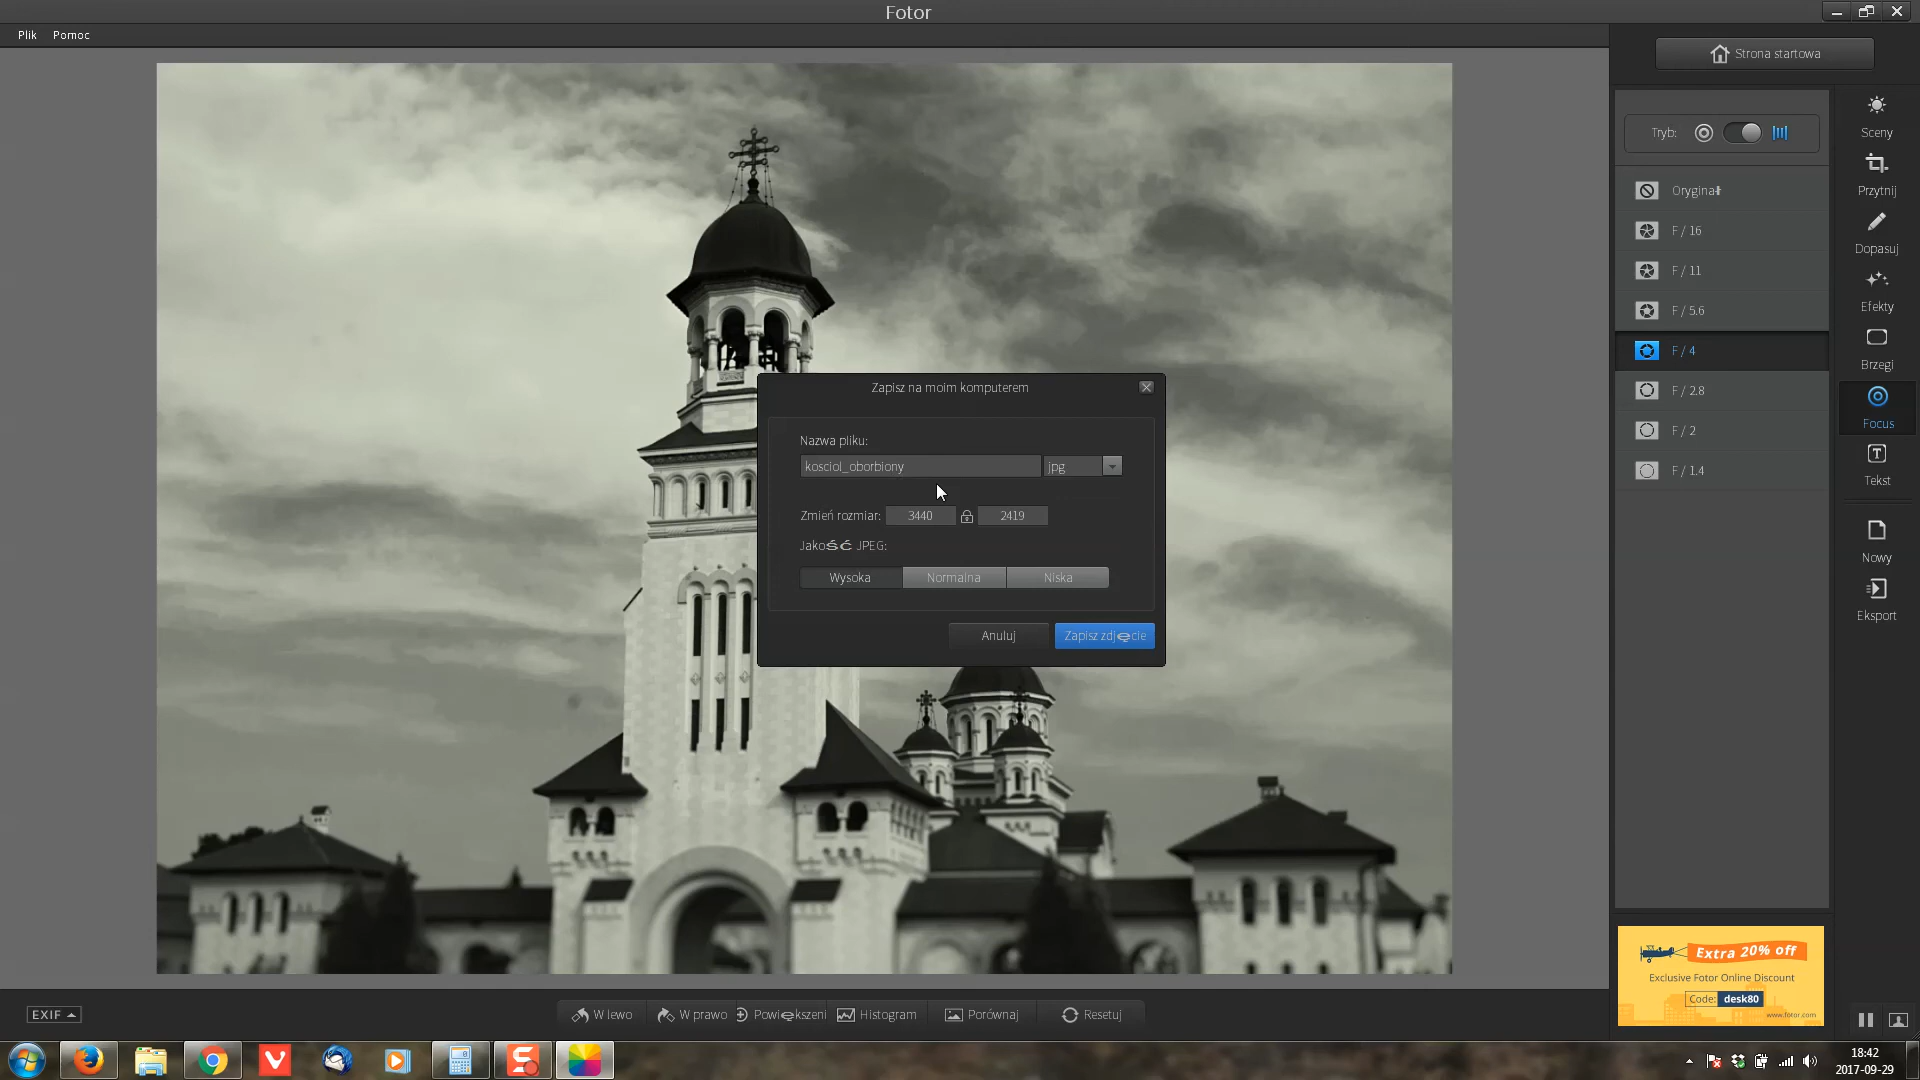 Fotor
Plik Pomoc
Strona startowa
Tryb:
Oryginał
F / 16
F / 11
F / 5.6
F / 4
F / 2.8
F / 2
F / 1.4
Sceny
Przytnij
Dopasuj
Efekty
Brzegi
Focus
Tekst
Nowy
Eksport
Zapisz na moim komputerem
Nazwa pliku:
kosciol_oborbiony jpg
Zmień rozmiar: 3440 2419
Jakość JPEG:
Wysoka Normalna Niska
Anuluj Zapisz zdjęcie
Extra 20% off
Exclusive Fotor Online Discount
Code: desk80
www.fotor.com
EXIF W lewo W prawo Powiększeni Histogram Porównaj Resetuj
18:42
2017-09-29